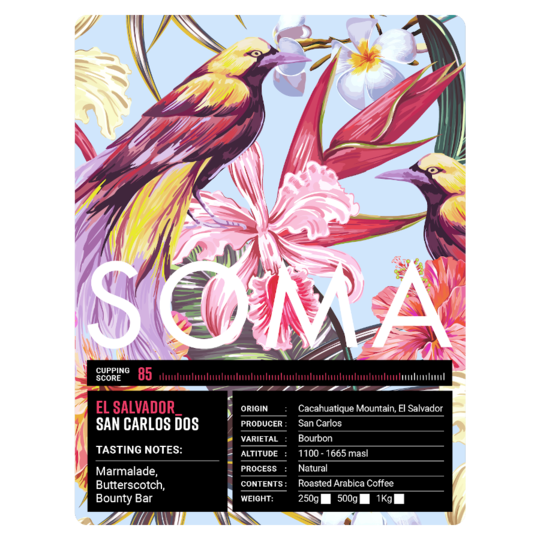 SOMA
CUPPING SCORE 85
EL SALVADOR_
SAN CARLOS DOS
TASTING NOTES:
Marmalade,
Butterscotch,
Bounty Bar
ORIGIN : Cacahuatique Mountain, El Salvador
PRODUCER : San Carlos
VARIETAL : Bourbon
ALTITUDE : 1100 - 1665 masl
PROCESS : Natural
CONTENTS : Roasted Arabica Coffee
WEIGHT: 250g 500g 1Kg